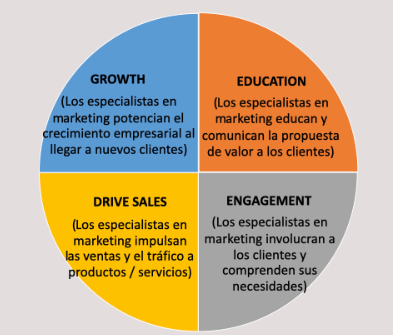 GROWTH
(Los especialistas en
marketing potencian el
crecimiento empresarial al
llegar a nuevos clientes)
EDUCATION
(Los especialistas en
marketing educan y
comunican la propuesta
de valor a los clientes)
DRIVE SALES
(Los especialistas en
marketing impulsan
las ventas y el tráfico a
productos / servicios)
ENGAGEMENT
(Los especialistas en
marketing involucran a
los clientes y
comprenden sus
necesidades)